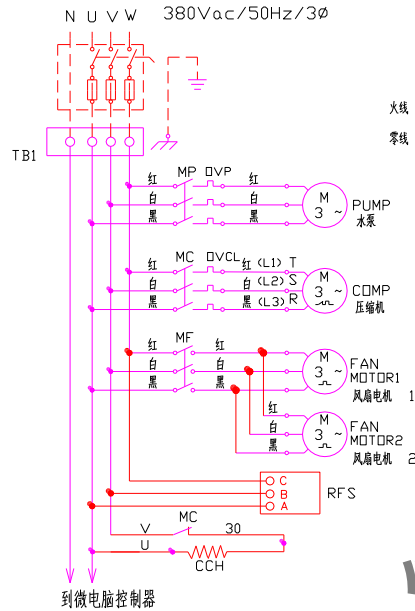 380Vac/50Hz/3Ø
N U V W
火线
零线
TB1
MP OVP
红 红
白 白
黑 黑
M
3 ~
PUMP
水泵
MC OVCL
红 红 (L1) T
白 白 (L2) S
黑 黑 (L3) R
M
3 ~
COMP
压缩机
MF
红 红
白 白
黑 黑
M
3 ~
FAN
MOTOR1
风扇电机 1
红
白
黑
M
3 ~
FAN
MOTOR2
风扇电机 2
C
B
A
RFS
V MC 30
U
CCH
到微电脑控制器